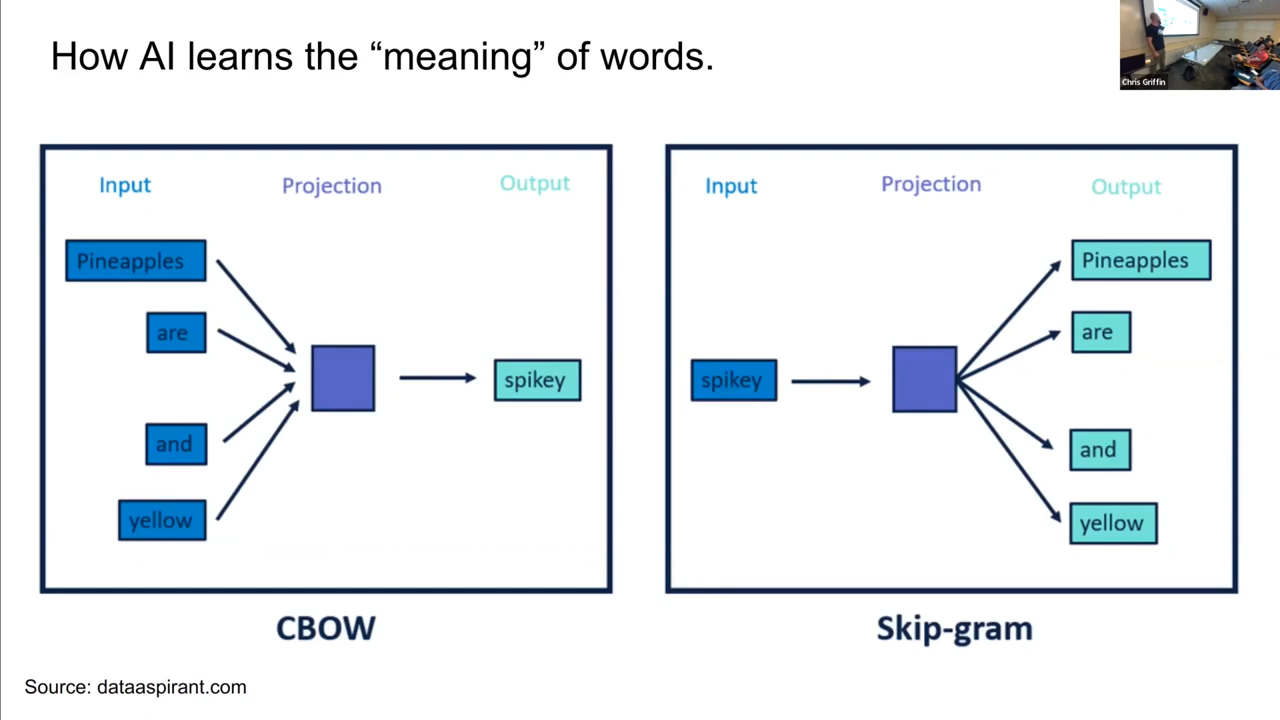 How AI learns the “meaning” of words.
Chris Griffin
Input
Projection
Output
Pineapples
are
and
yellow
spikey
CBOW
Input
Projection
Output
spikey
Pineapples
are
and
yellow
Skip-gram
Source: dataaspirant.com